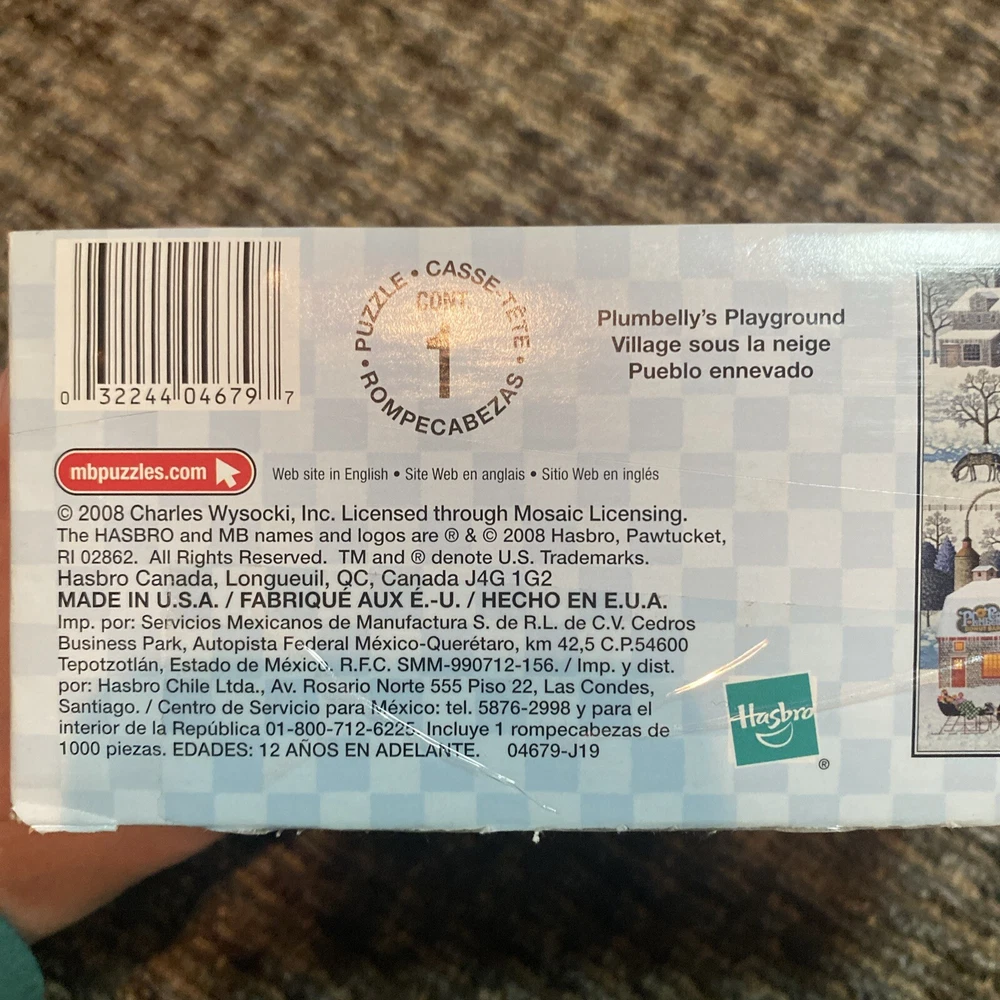 0 32244 04679 7
PUZZLE • CASSE-TÊTE • ROMPECABEZAS •
CONT
1
Plumbelly's Playground
Village sous la neige
Pueblo ennevado
mbpuzzles.com
Web site in English • Site Web en anglais • Sitio Web en inglés
© 2008 Charles Wysocki, Inc. Licensed through Mosaic Licensing.
The HASBRO and MB names and logos are ® & © 2008 Hasbro, Pawtucket,
RI 02862. All Rights Reserved. TM and ® denote U.S. Trademarks.
Hasbro Canada, Longueuil, QC, Canada J4G 1G2
MADE IN U.S.A. / FABRIQUÉ AUX É.-U. / HECHO EN E.U.A.
Imp. por: Servicios Mexicanos de Manufactura S. de R.L. de C.V. Cedros
Business Park, Autopista Federal México-Querétaro, km 42,5 C.P.54600
Tepotzotlán, Estado de México. R.F.C. SMM-990712-156. / Imp. y dist.
por: Hasbro Chile Ltda., Av. Rosario Norte 555 Piso 22, Las Condes,
Santiago. / Centro de Servicio para México: tel. 5876-2998 y para el
interior de la República 01-800-712-6225. Incluye 1 rompecabezas de
1000 piezas. EDADES: 12 AÑOS EN ADELANTE. 04679-J19
Hasbro
®